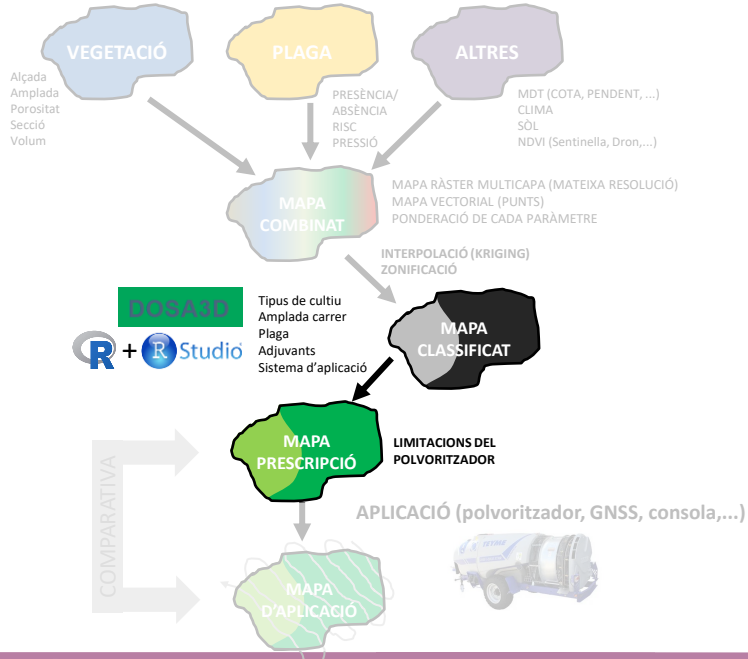 VEGETACIÓ
PLAGA
ALTRES
Alçada
Amplada
Porositat
Secció
Volum
PRESÈNCIA/
ABSÈNCIA
RISC
PRESSIÓ
MDT (COTA, PENDENT, ...)
CLIMA
SÒL
NDVI (Sentinella, Dron,...)
MAPA
COMBINAT
MAPA RÀSTER MULTICAPA (MATEIXA RESOLUCIÓ)
MAPA VECTORIAL (PUNTS)
PONDERACIÓ DE CADA PARÀMETRE
INTERPOLACIÓ (KRIGING)
ZONIFICACIÓ
DOSA3D
R + R Studio
Tipus de cultiu
Amplada carrer
Plaga
Adjuvants
Sistema d'aplicació
MAPA
CLASSIFICAT
MAPA
PRESCRIPCIÓ
LIMITACIONS DEL
POLVORITZADOR
COMPARATIVA
APLICACIÓ (polvoritzador, GNSS, consola,...)
MAPA
D'APLICACIÓ